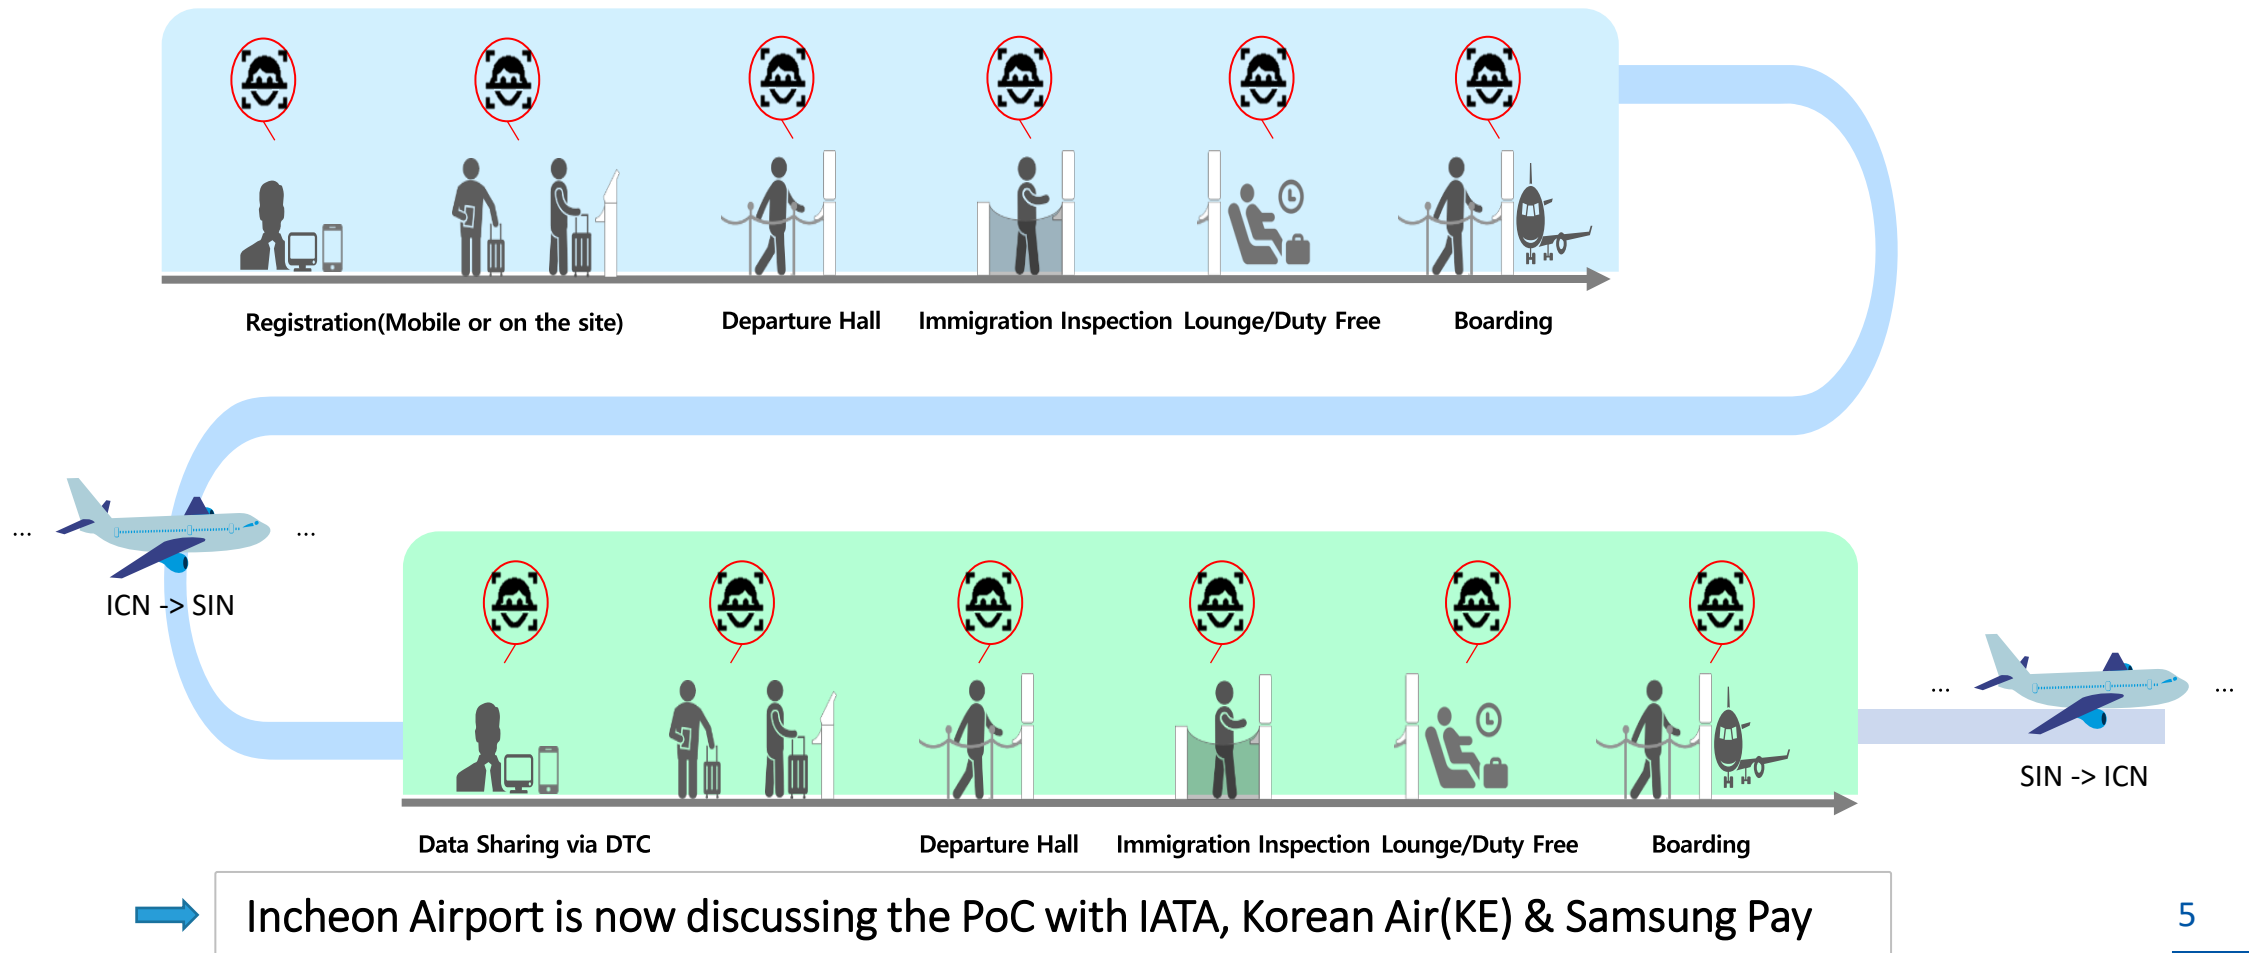 Registration(Mobile or on the site)
Departure Hall
Immigration Inspection
Lounge/Duty Free
Boarding
...
...
ICN -> SIN
...
...
SIN -> ICN
Data Sharing via DTC
Departure Hall
Immigration Inspection
Lounge/Duty Free
Boarding
Incheon Airport is now discussing the PoC with IATA, Korean Air(KE) & Samsung Pay
5